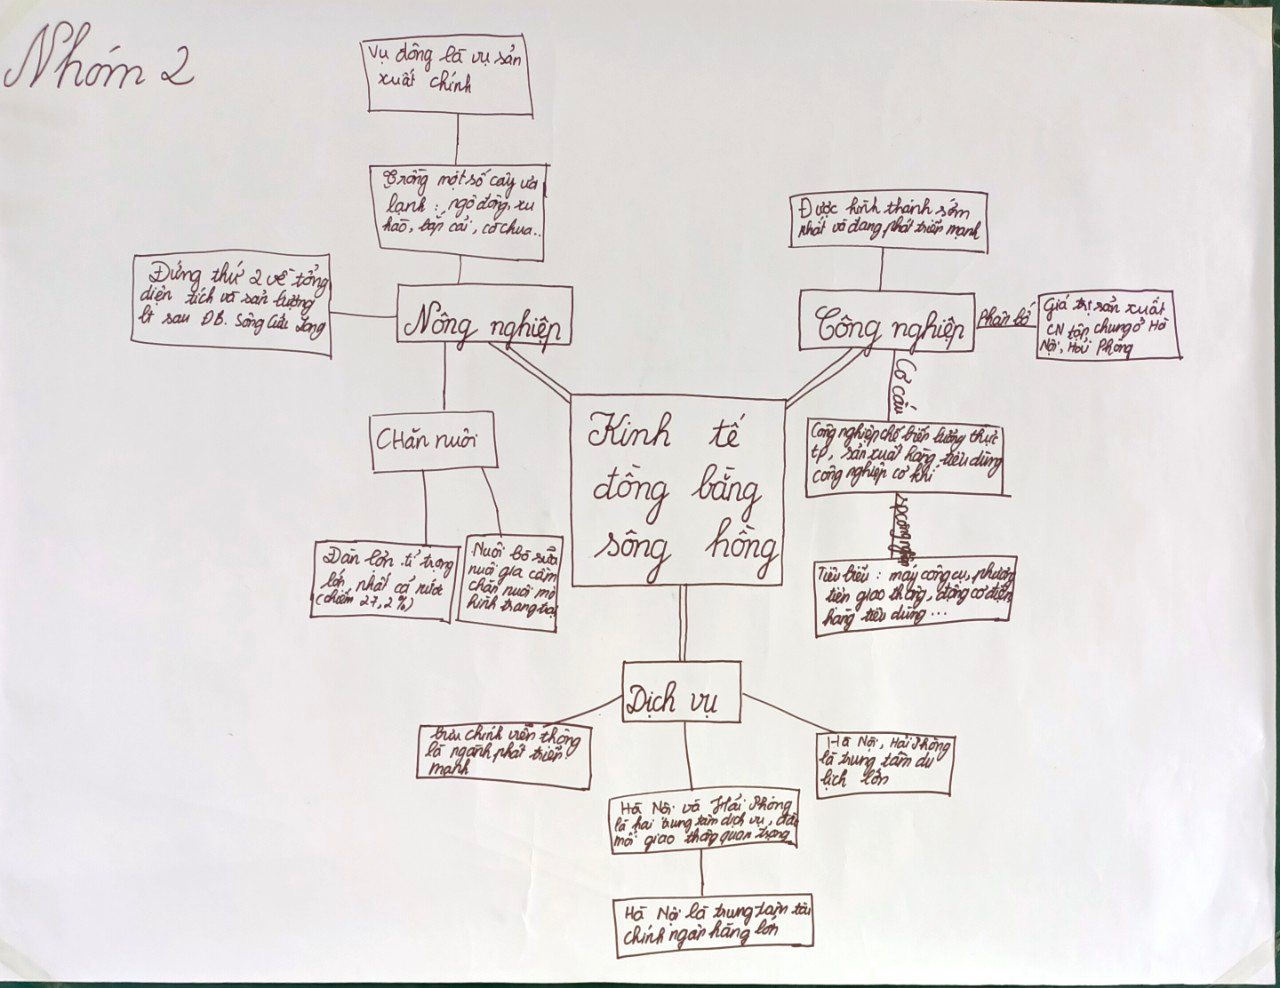 Nhóm 2
Vụ đông là vụ sản
xuất chính
Trồng một số cây ưa
lạnh : ngô đông, xu
hào, bắp cải, cà chua..
Đứng thứ 2 về tổng
diện tích và sản lượng
lt sau ĐB. Sông Cửu Long
Nông nghiệp
Chăn nuôi
Đàn lợn tỉ trọng
lớn nhất cả nước
(chiếm 27,2%)
Nuôi bò sữa
nuôi gia cầm
chăn nuôi mô
hình trang trại
Kinh tế
đồng bằng
sông hồng
Được hình thành sớm
nhất và đang phát triển mạnh
Công nghiệp
Phân bố
Giá trị sản xuất
CN tập chung ở Hà
Nội, Hải Phòng
Cơ cấu
Công nghiệp chế biến lương thực
tp, sản xuất hàng tiêu dùng
công nghiệp cơ khí
Tiêu biểu : máy công cụ, phương
tiện giao thông, động cơ điện
hàng tiêu dùng ...
Dịch vụ
bưu chính viễn thông
là ngành phát triển
mạnh
Hà Nội và Hải Phòng
là hai trung tâm dịch vụ, đầu
mối giao thông quan trọng
Hà Nội là trung tâm tài
chính ngân hàng lớn
Hà Nội, Hải Phòng
là trung tâm du
lịch lớn